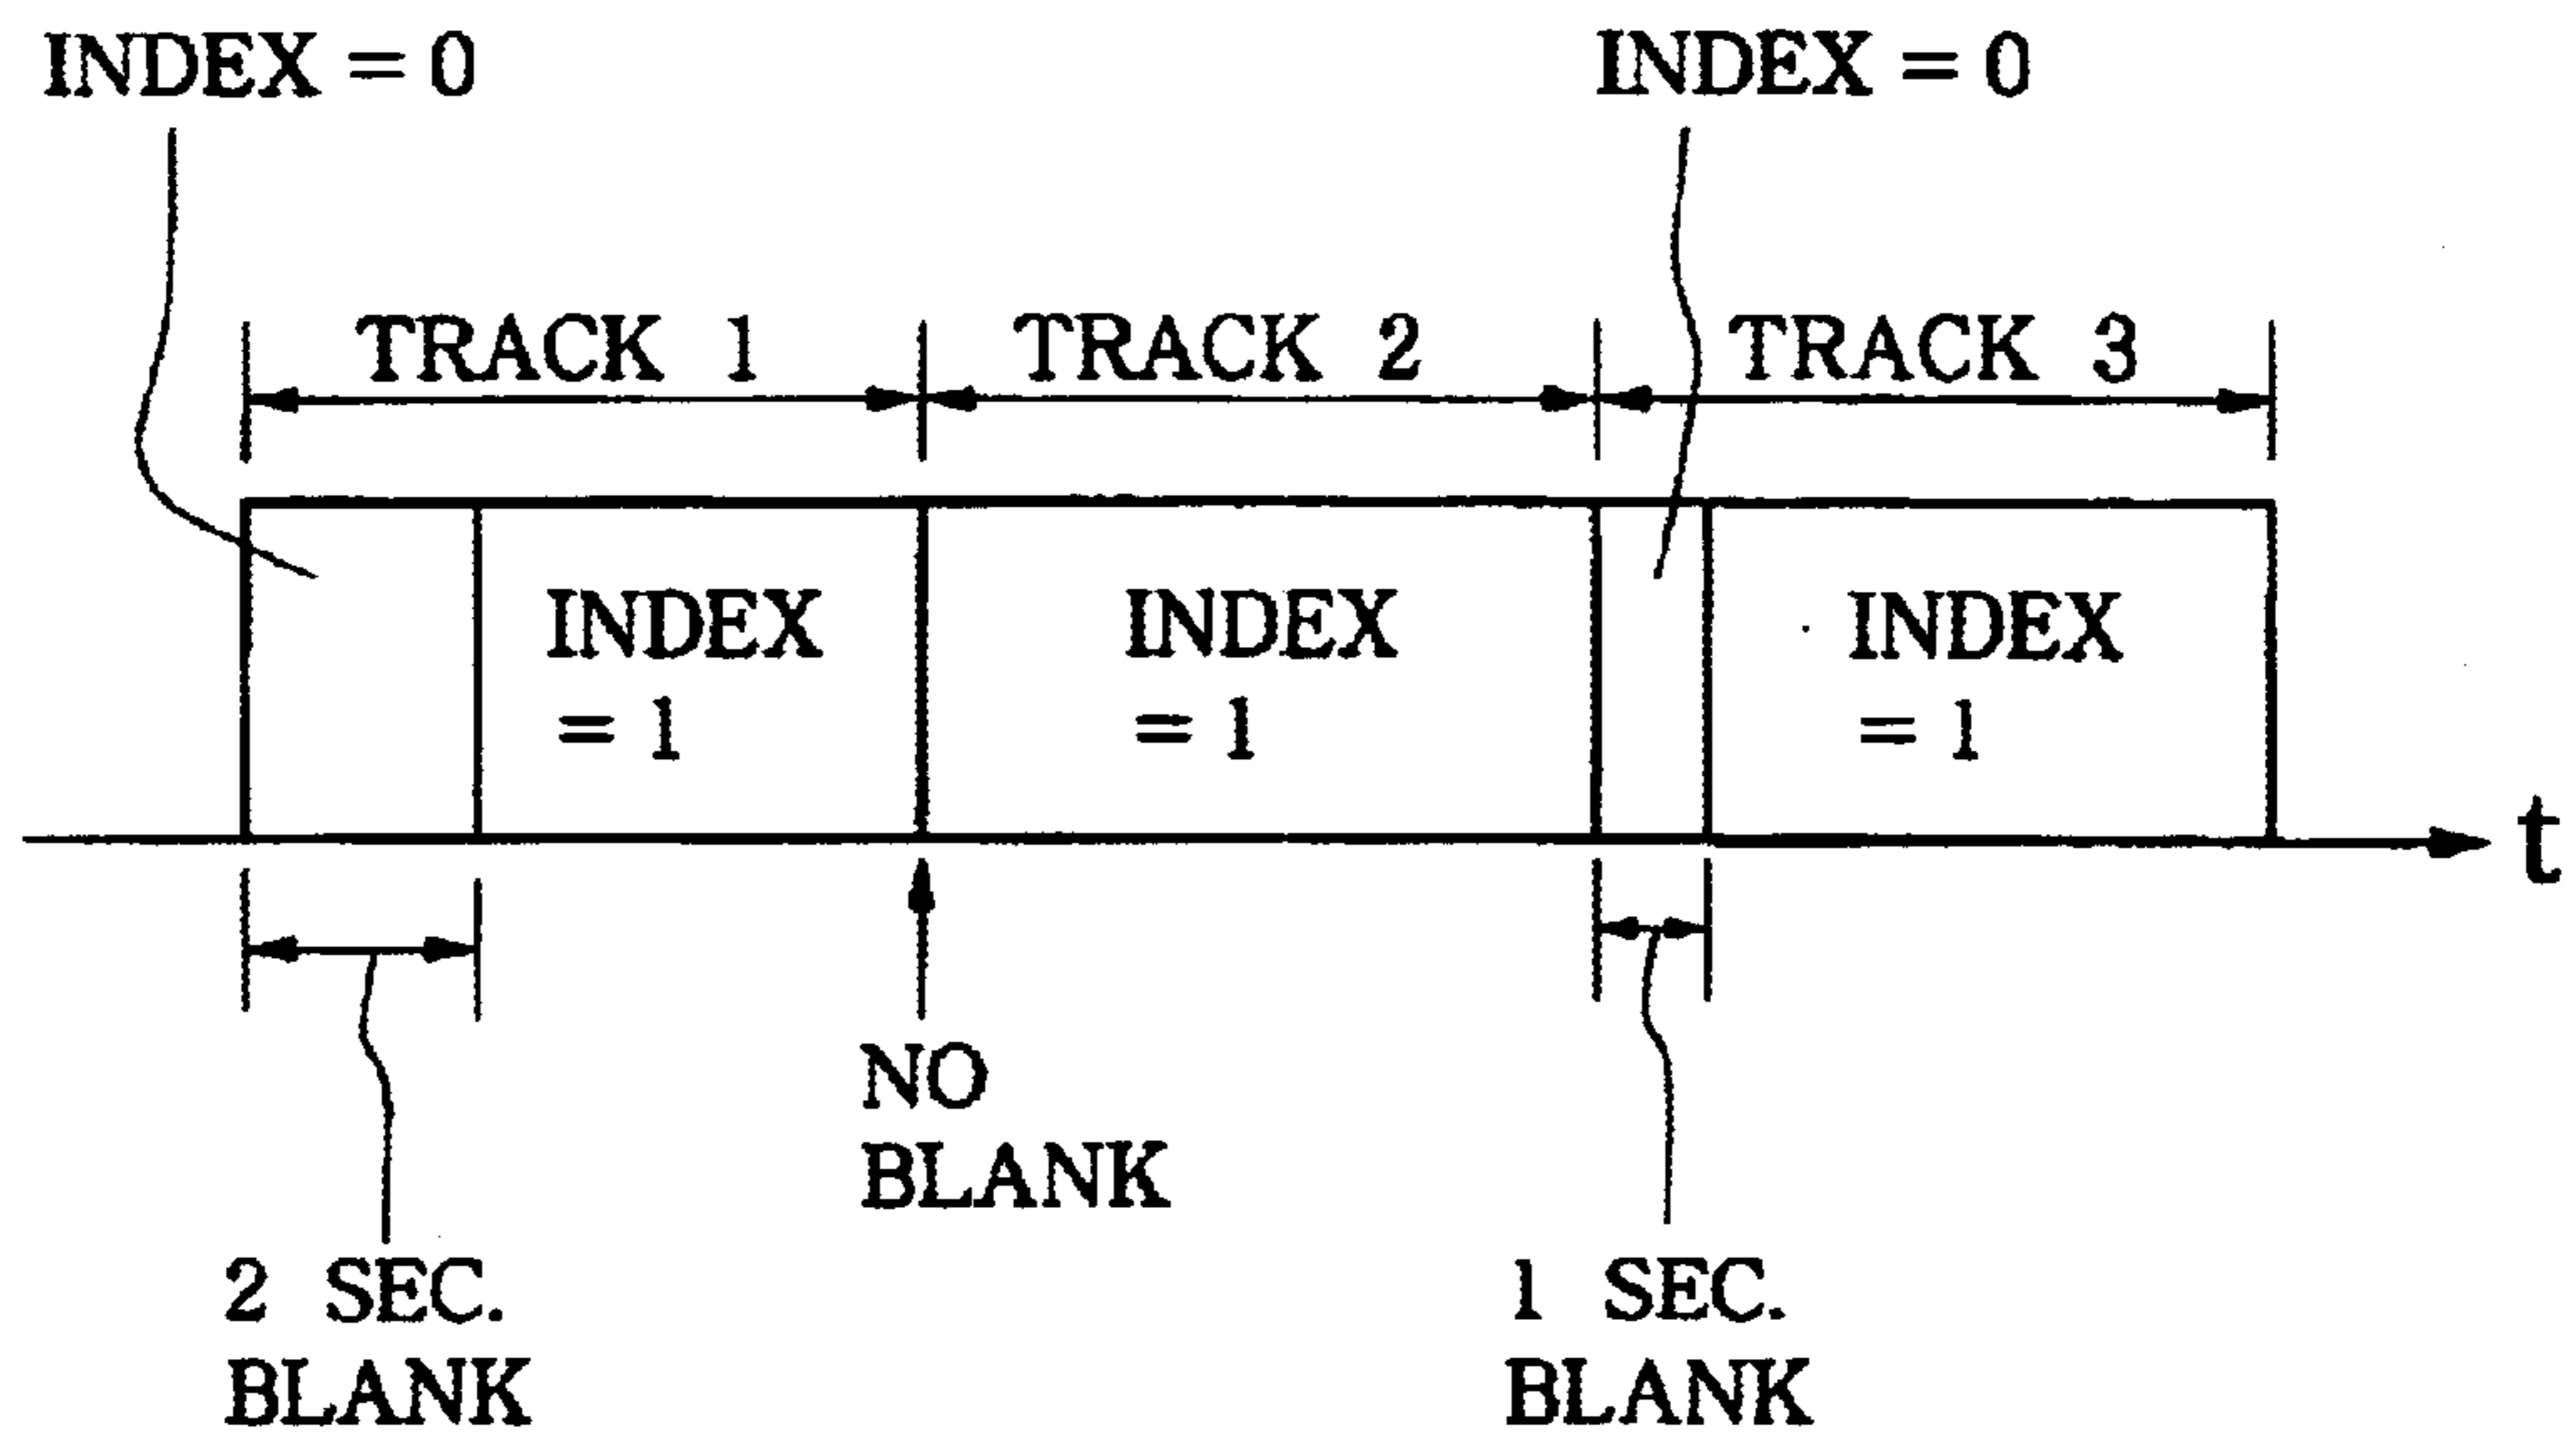 INDEX = 0
INDEX = 0
TRACK 1
TRACK 2
TRACK 3
INDEX
= 1
INDEX
= 1
INDEX
= 1
t
NO
BLANK
2 SEC.
BLANK
1 SEC.
BLANK